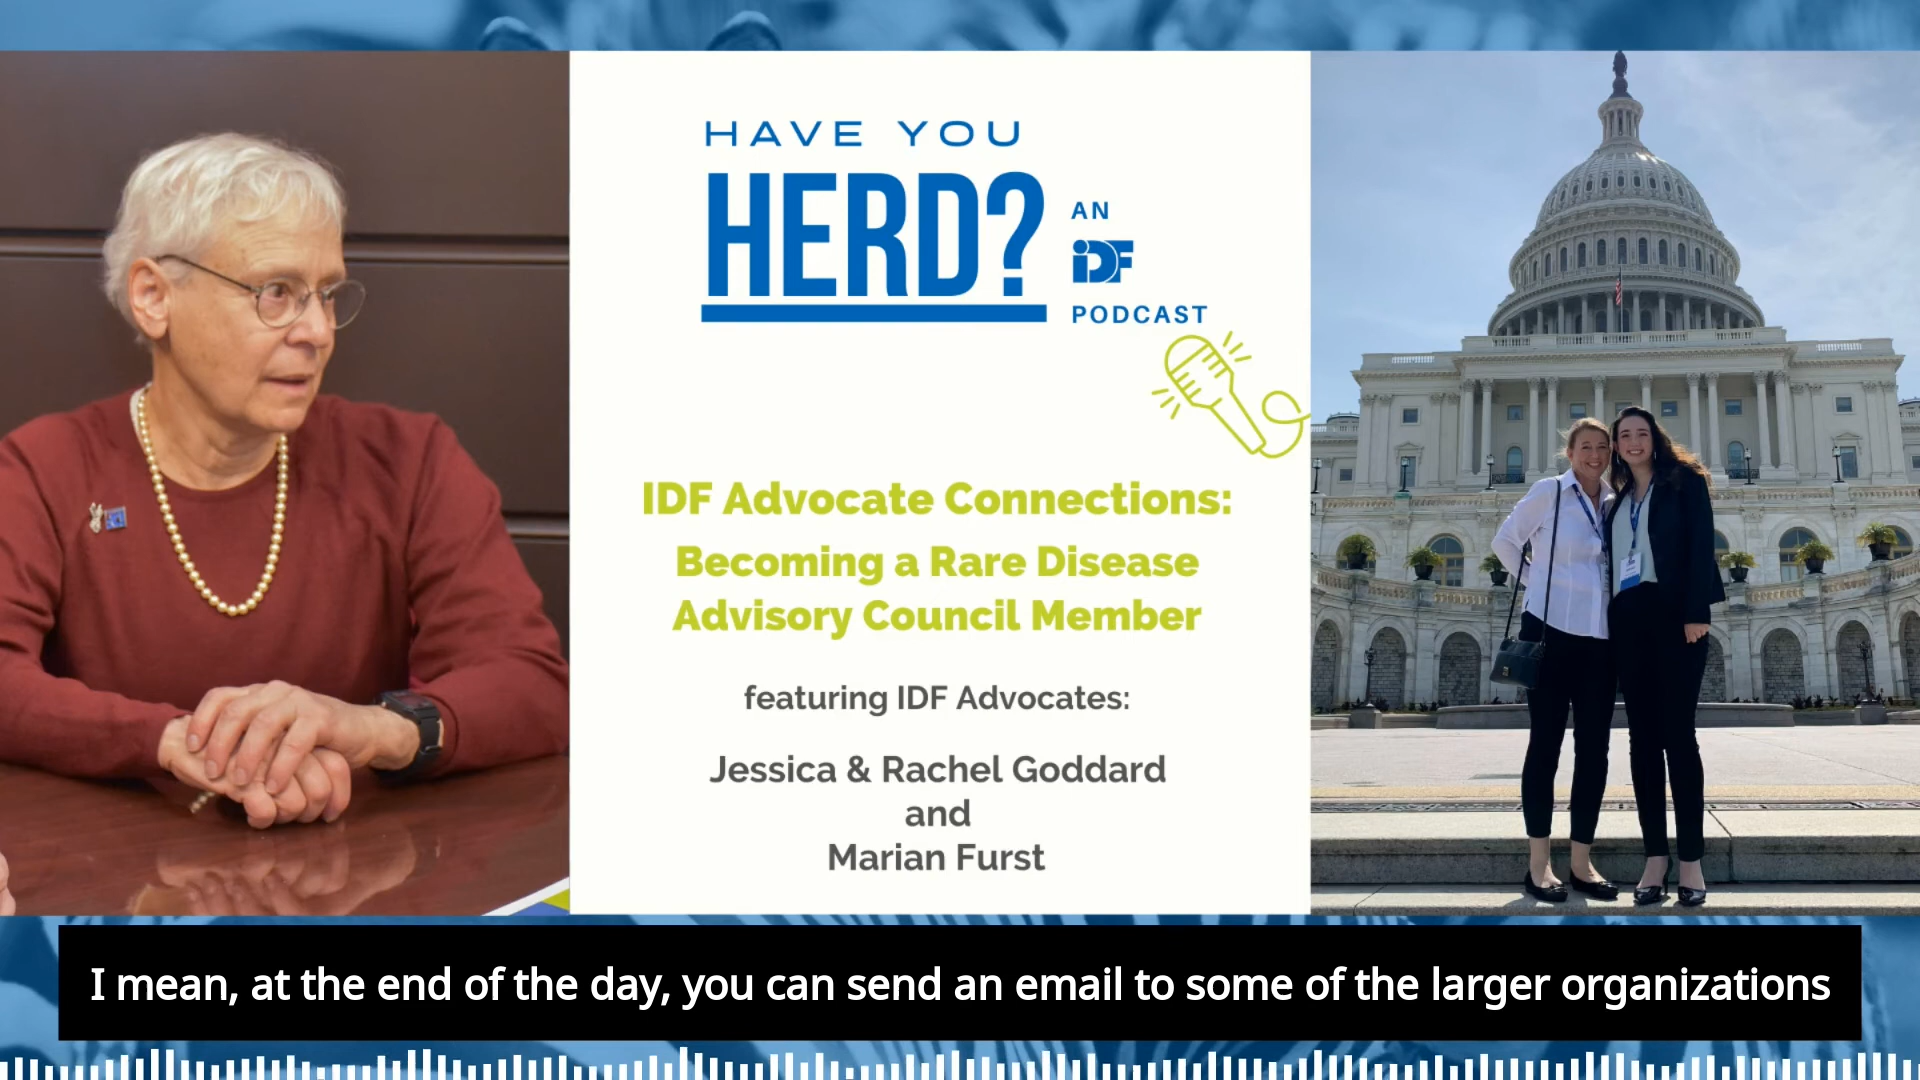 HAVE YOU
HERD?
AN
IDF
PODCAST
IDF Advocate Connections:
Becoming a Rare Disease
Advisory Council Member
featuring IDF Advocates:
Jessica & Rachel Goddard
and
Marian Furst
I mean, at the end of the day, you can send an email to some of the larger organizations